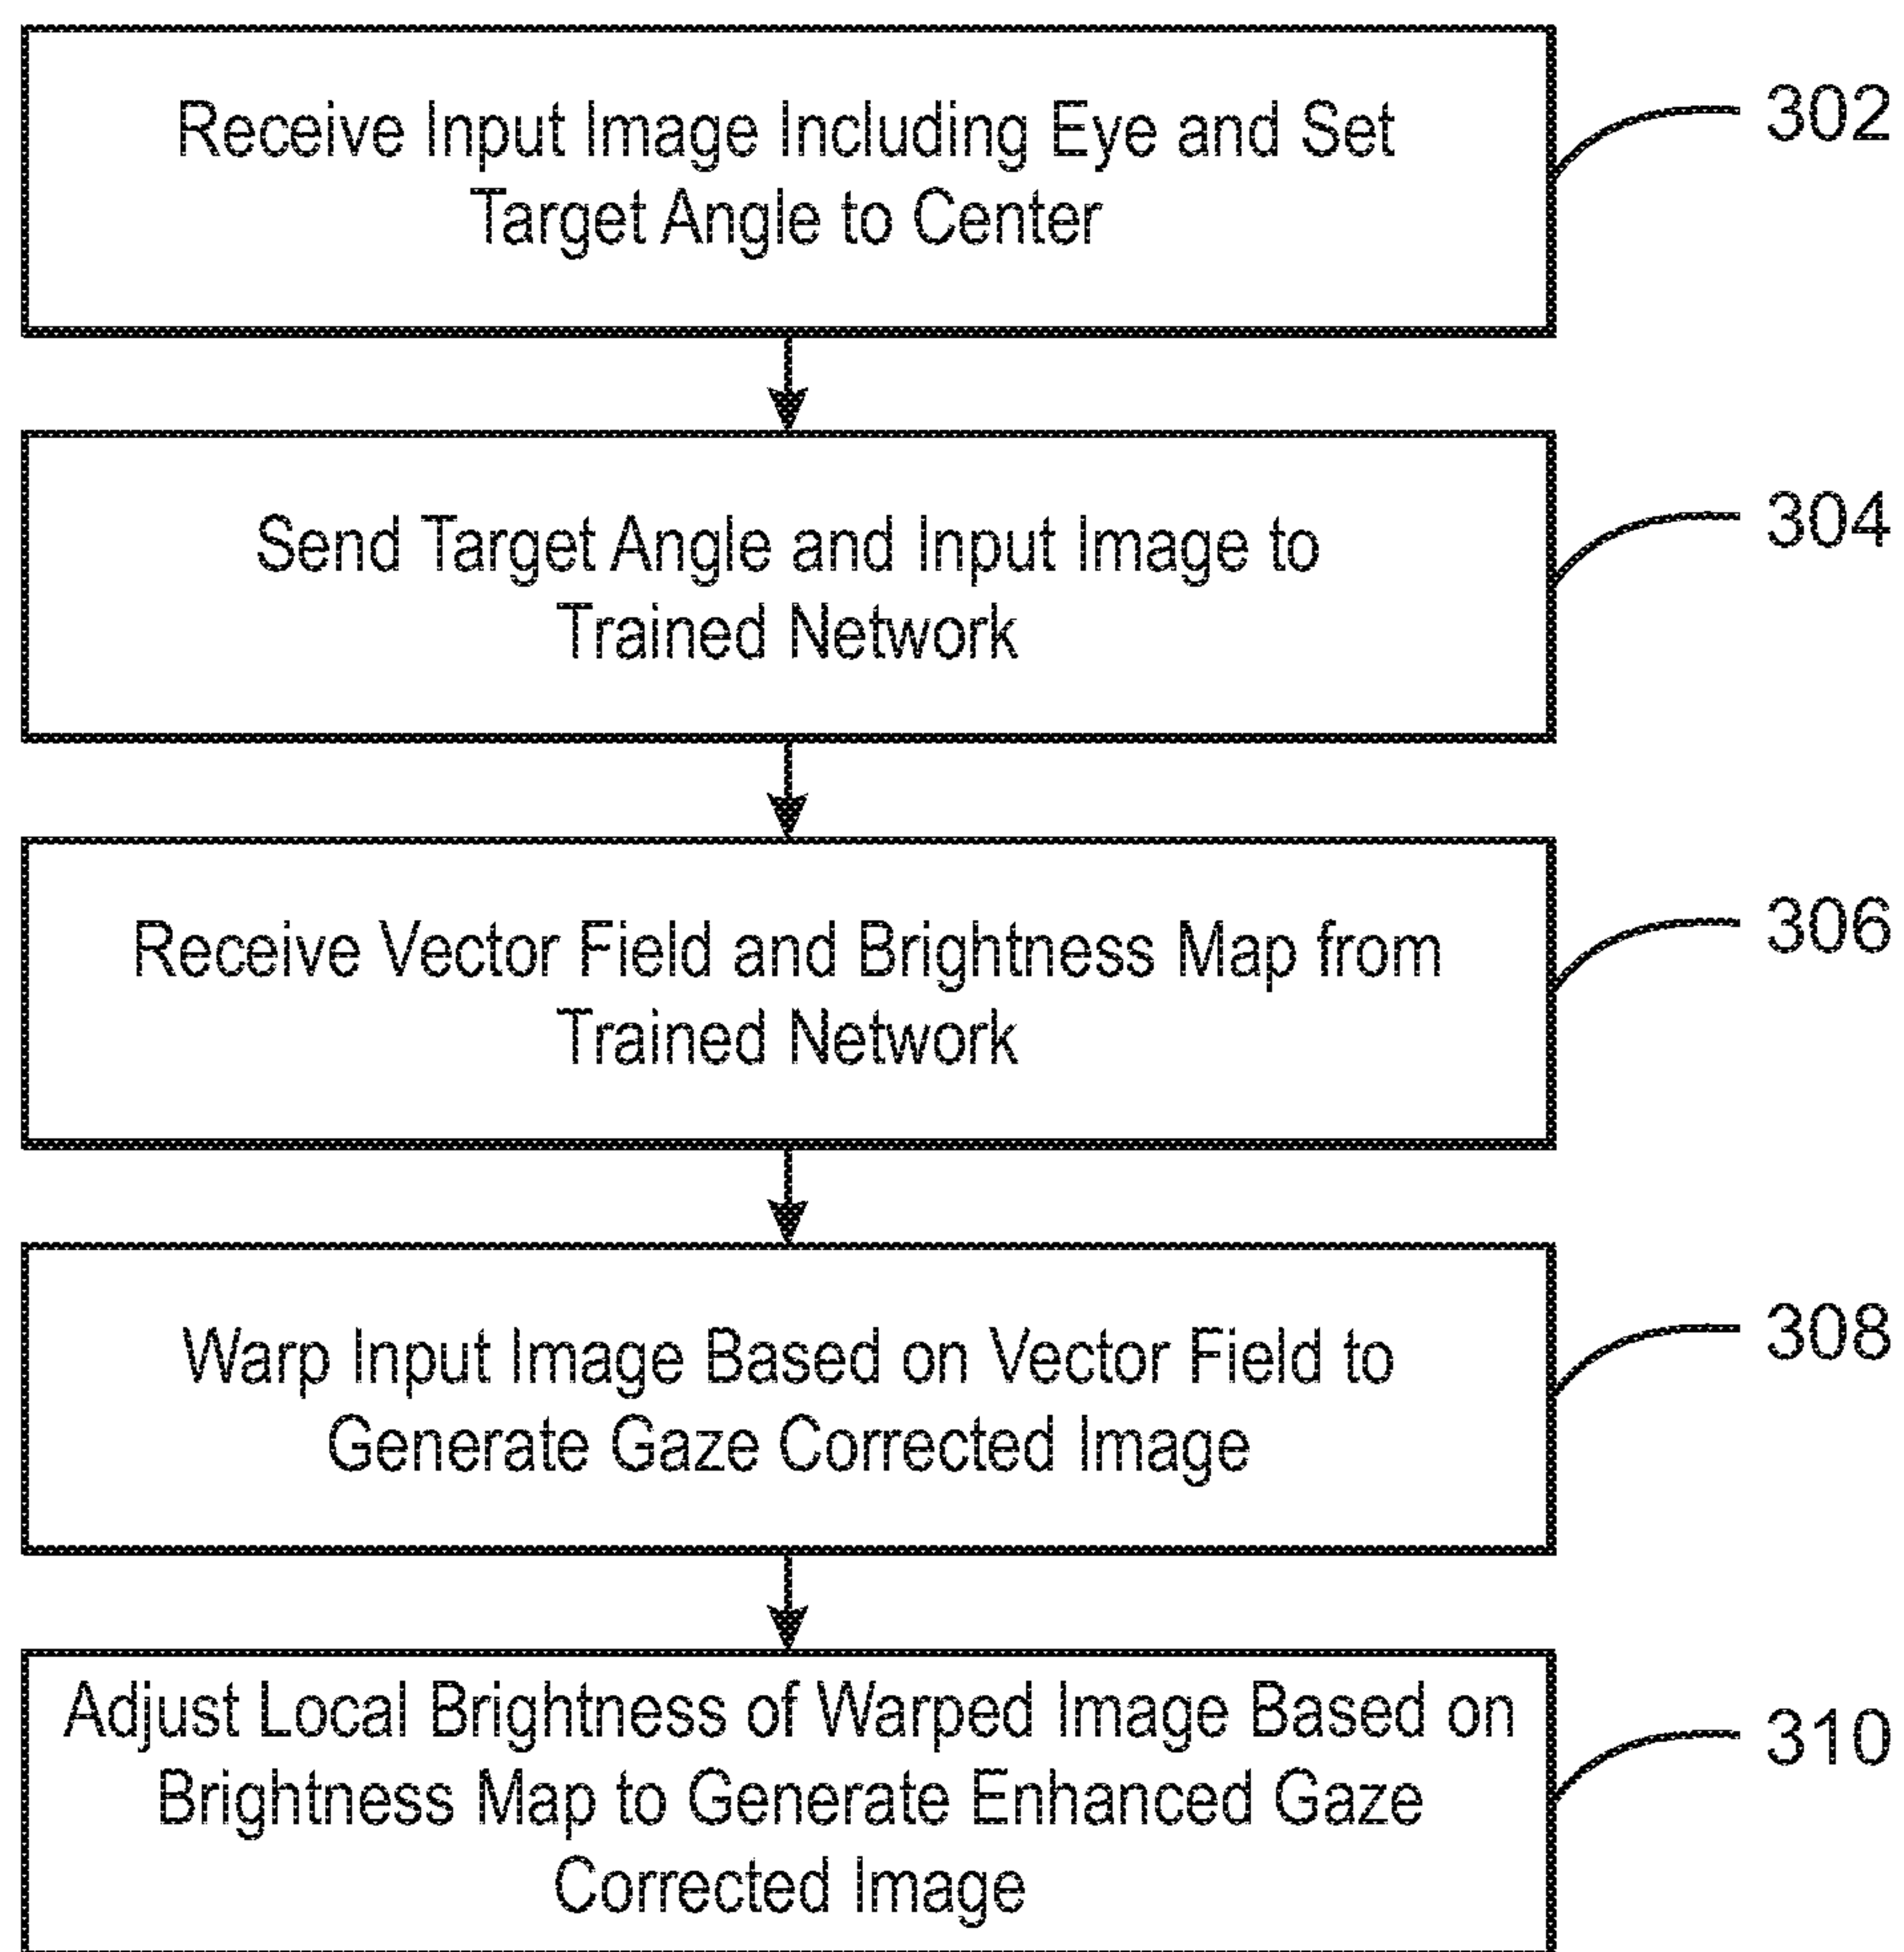 Receive Input Image Including Eye and Set
Target Angle to Center
302
Send Target Angle and Input Image to
Trained Network
304
Receive Vector Field and Brightness Map from
Trained Network
306
Warp Input Image Based on Vector Field to
Generate Gaze Corrected Image
308
Adjust Local Brightness of Warped Image Based on
Brightness Map to Generate Enhanced Gaze
Corrected Image
310